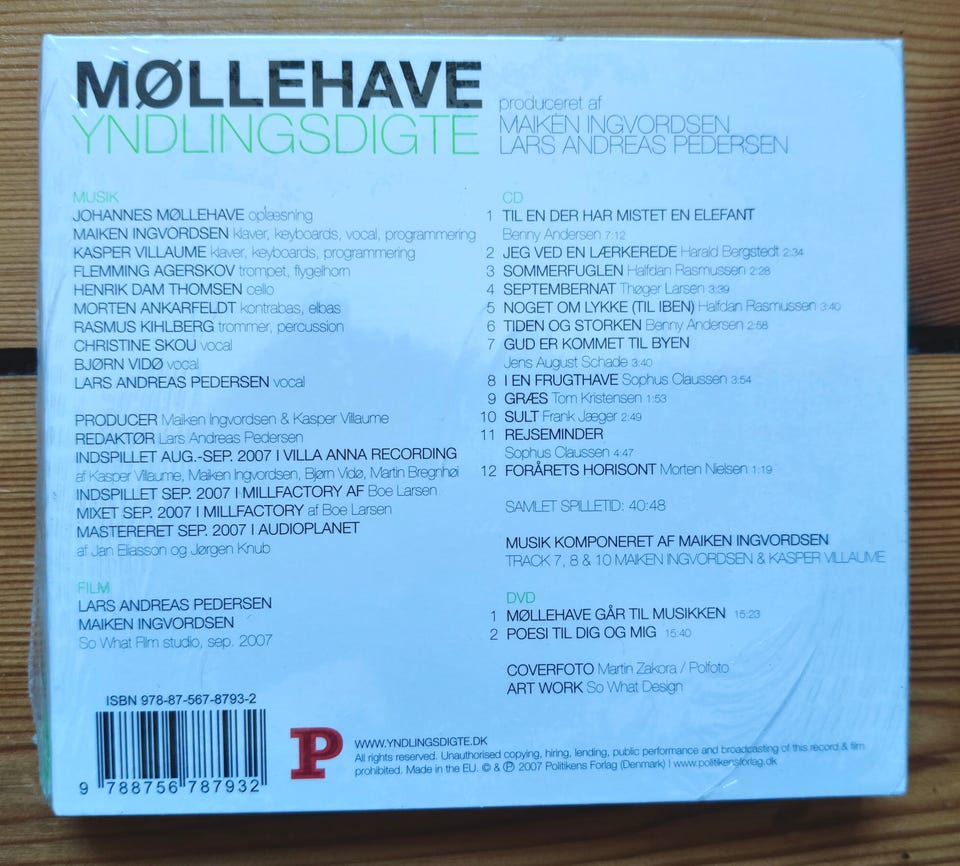 MØLLEHAVE
YNDLINGSDIGTE
produceret af
MAIKEN INGVORDSEN
LARS ANDREAS PEDERSEN
MUSIK
JOHANNES MØLLEHAVE oplæsning
MAIKEN INGVORDSEN klaver, keyboards, vocal, programmering
KASPER VILLAUME klaver, keyboards, programmering
FLEMMING AGERSKOV trompet, flygelhorn
HENRIK DAM THOMSEN cello
MORTEN ANKARFELDT kontrabas, elbas
RASMUS KIHLBERG trommer, percussion
CHRISTINE SKOU vocal
BJØRN VIDØ vocal
LARS ANDREAS PEDERSEN vocal
PRODUCER Maiken Ingvordsen & Kasper Villaume
REDAKTØR Lars Andreas Pedersen
INDSPILLET AUG.-SEP. 2007 I VILLA ANNA RECORDING
af Kasper Villaume, Maiken Ingvordsen, Bjørn Vidø, Martin Bregnhøi
INDSPILLET SEP. 2007 I MILLFACTORY AF Boe Larsen
MIXET SEP. 2007 I MILLFACTORY af Boe Larsen
MASTERERET SEP. 2007 I AUDIOPLANET
af Jan Eliasson og Jørgen Knub
FILM
LARS ANDREAS PEDERSEN
MAIKEN INGVORDSEN
So What Film studio, sep. 2007
CD
1 TIL EN DER HAR MISTET EN ELEFANT
Benny Andersen 7:12
2 JEG VED EN LÆRKEREDE Harald Bergstedt 2:34
3 SOMMERFUGLEN Halfdan Rasmussen 2:28
4 SEPTEMBERNAT Thøger Larsen 3:39
5 NOGET OM LYKKE (TIL IBEN) Halfdan Rasmussen 3:40
6 TIDEN OG STORKEN Benny Andersen 2:58
7 GUD ER KOMMET TIL BYEN
Jens August Schade 3:40
8 I EN FRUGTHAVE Sophus Claussen 3:54
9 GRÆS Tom Kristensen 1:53
10 SULT Frank Jæger 2:49
11 REJSEMINDER
Sophus Claussen 4:47
12 FORÅRETS HORISONT Morten Nielsen 1:19
SAMLET SPILLETID: 40:48
MUSIK KOMPONERET AF MAIKEN INGVORDSEN
TRACK 7, 8 & 10 MAIKEN INGVORDSEN & KASPER VILLAUME
DVD
1 MØLLEHAVE GÅR TIL MUSIKKEN 15:23
2 POESI TIL DIG OG MIG 15:40
COVERFOTO Martin Zakora / Polfoto
ART WORK So What Design
ISBN 978-87-567-8793-2
9 788756 787932
P
WWW.YNDLINGSDIGTE.DK
All rights reserved. Unauthorised copying, hiring, lending, public performance and broadcasting of this record & film
prohibited. Made in the EU. © & ℗ 2007 Politikens Forlag (Denmark) | www.politikensforlag.dk